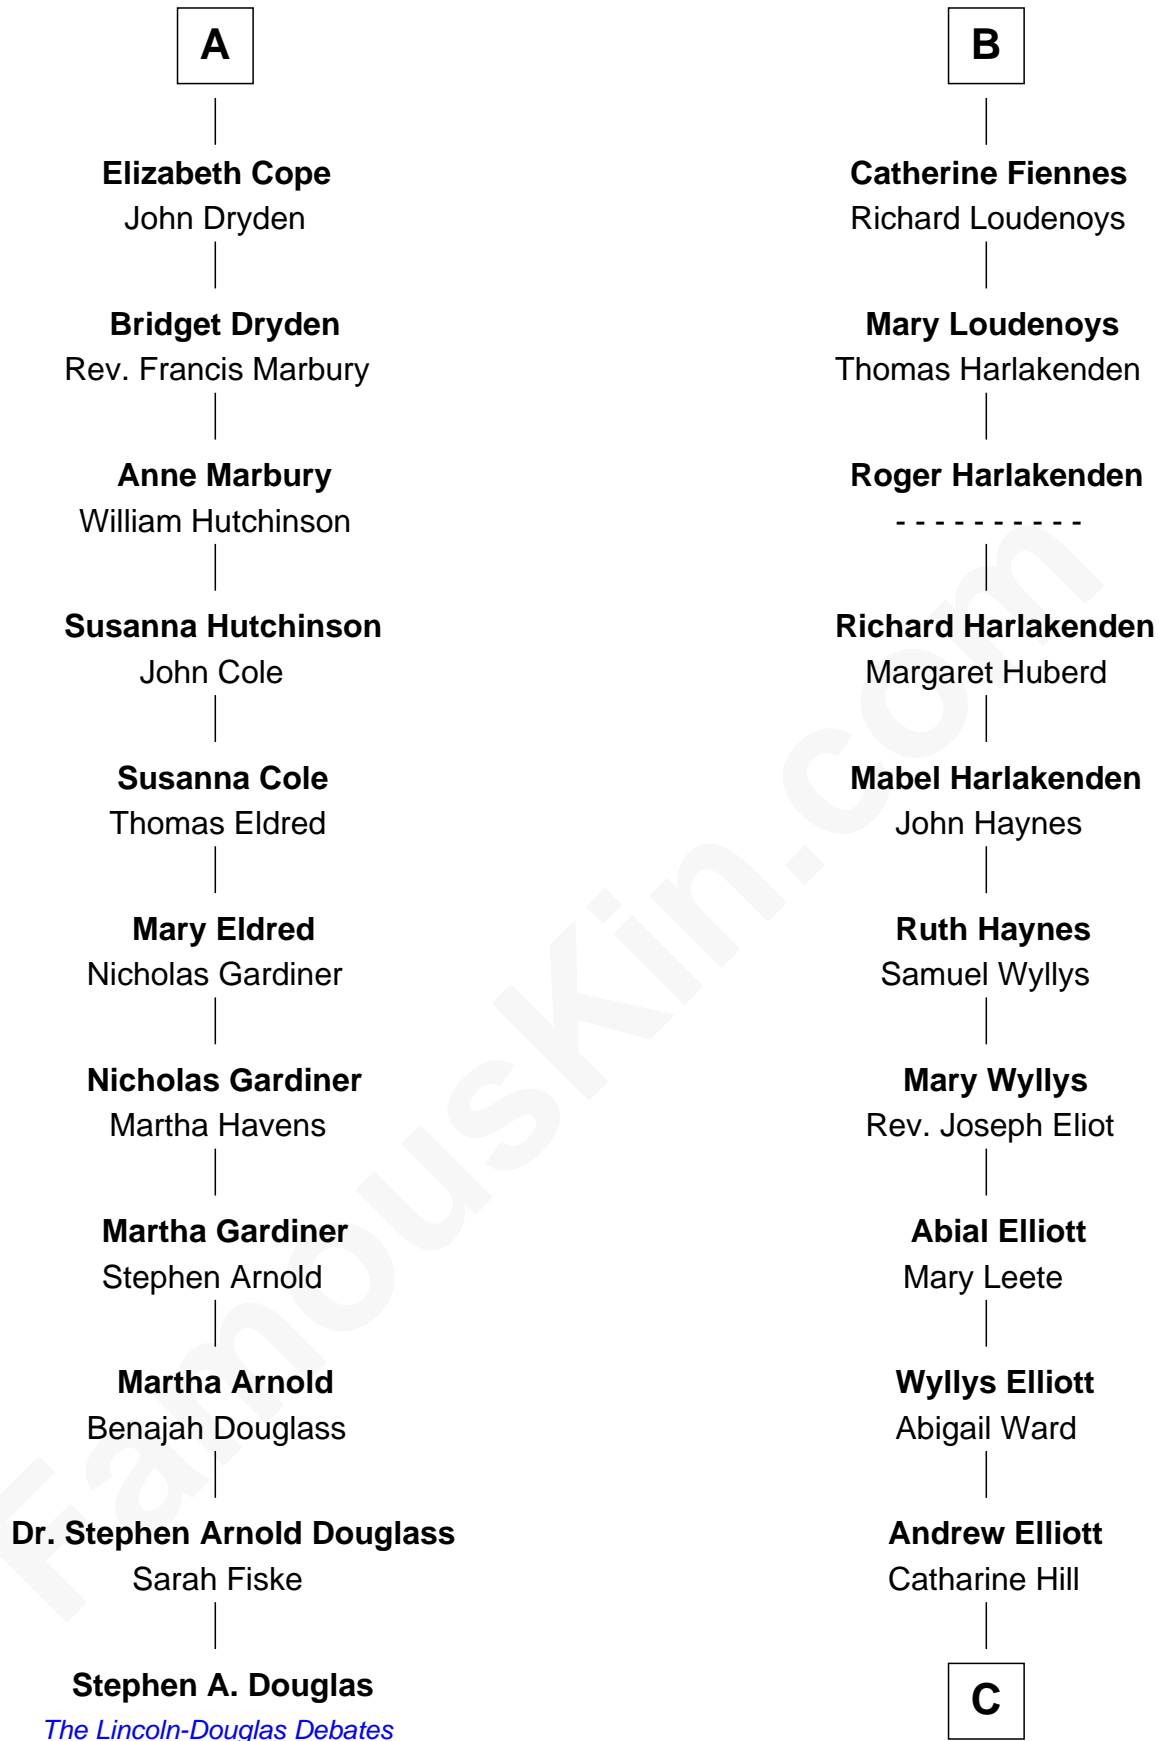 A
Elizabeth Cope
John Dryden
Bridget Dryden
Rev. Francis Marbury
Anne Marbury
William Hutchinson
Susanna Hutchinson
John Cole
Susanna Cole
Thomas Eldred
Mary Eldred
Nicholas Gardiner
Nicholas Gardiner
Martha Havens
Martha Gardiner
Stephen Arnold
Martha Arnold
Benajah Douglass
Dr. Stephen Arnold Douglass
Sarah Fiske
Stephen A. Douglas
The Lincoln-Douglas Debates
B
Catherine Fiennes
Richard Loudenoys
Mary Loudenoys
Thomas Harlakenden
Roger Harlakenden
- - - - - - - - - -
Richard Harlakenden
Margaret Huberd
Mabel Harlakenden
John Haynes
Ruth Haynes
Samuel Wyllys
Mary Wyllys
Rev. Joseph Eliot
Abial Elliott
Mary Leete
Wyllys Elliott
Abigail Ward
Andrew Elliott
Catharine Hill
C
FamousKin.com